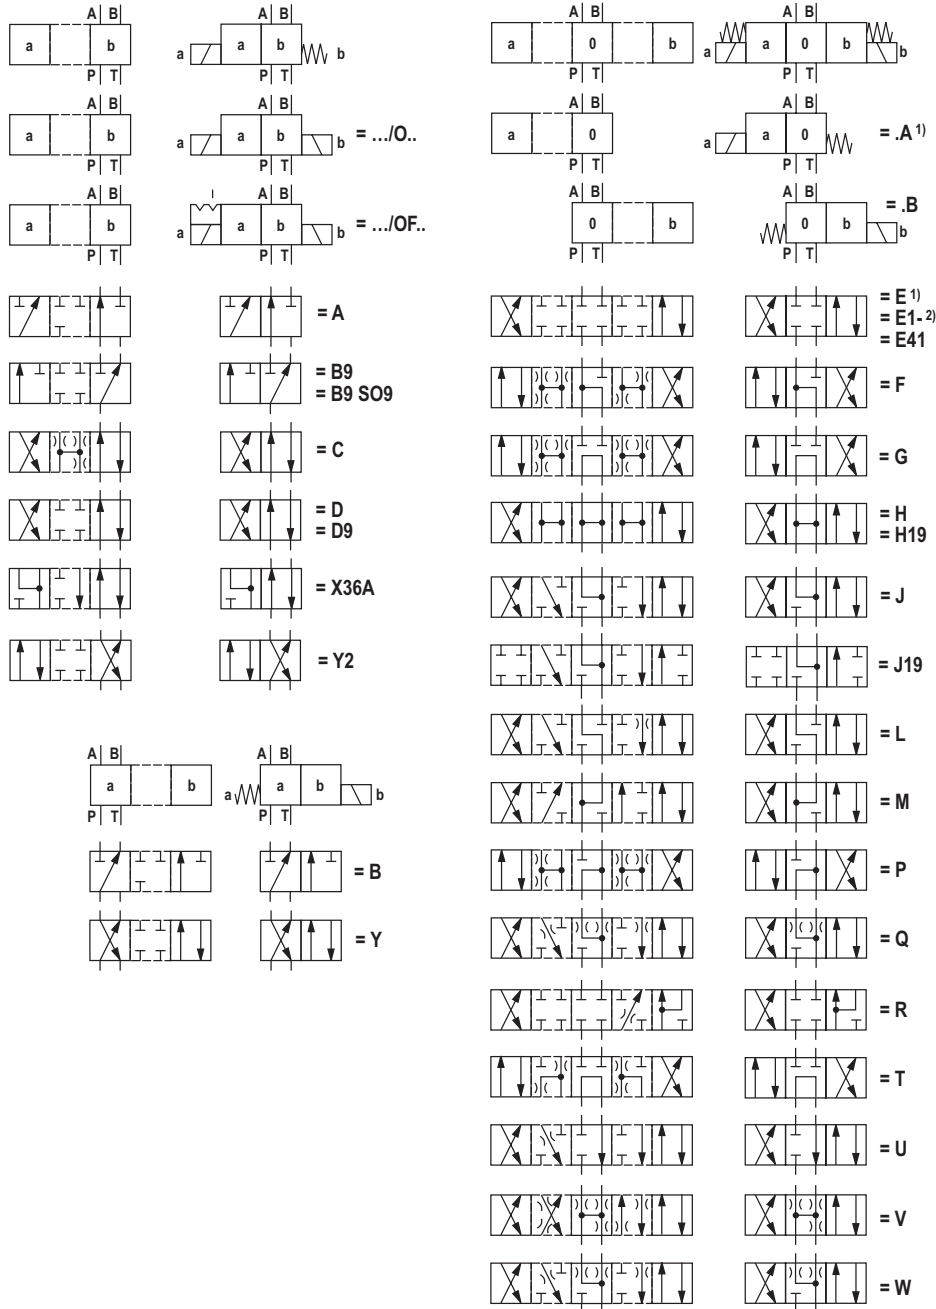 A B
a b
P T
A B
a a b b
P T
A B
a b
P T
A B
a b b = .../O..
P T
A B
a b
P T
I A B
a a b b = .../OF..
P T
= A
= B9
= B9 SO9
= C
= D
= D9
= X36A
= Y2
A B
a b
P T
A B
a a b b
P T
= B
= Y
A B
a 0 b
P T
A B
a a 0 b b
P T
A B
a 0
P T
A B
a a 0 = .A 1)
P T
A B
0 b
P T
A B = .B
0 b b
P T
= E 1)
= E1- 2)
= E41
= F
= G
= H
= H19
= J
= J19
= L
= M
= P
= Q
= R
= T
= U
= V
= W